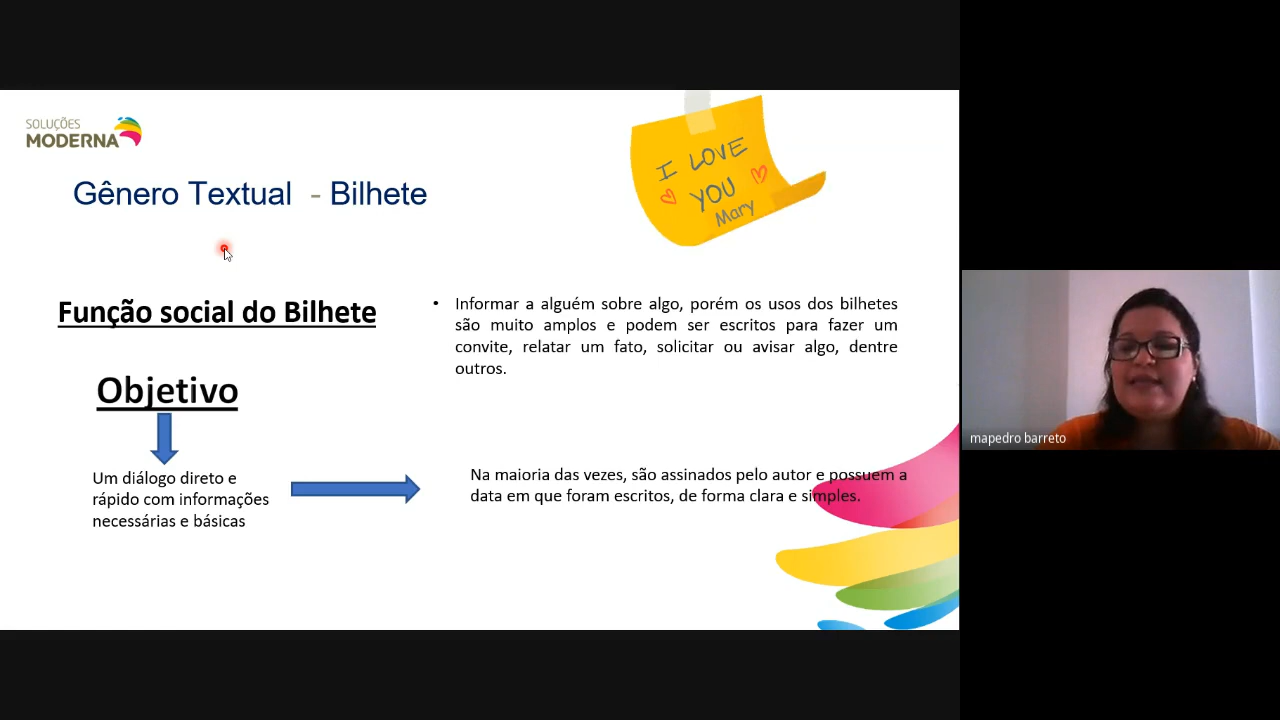 SOLUÇÕES
MODERNA
I LOVE
YOU
Mary
Gênero Textual - Bilhete
Função social do Bilhete
• Informar a alguém sobre algo, porém os usos dos bilhetes
são muito amplos e podem ser escritos para fazer um
convite, relatar um fato, solicitar ou avisar algo, dentre
outros.
Objetivo
Um diálogo direto e
rápido com informações
necessárias e básicas
Na maioria das vezes, são assinados pelo autor e possuem a
data em que foram escritos, de forma clara e simples.
mapedro barreto